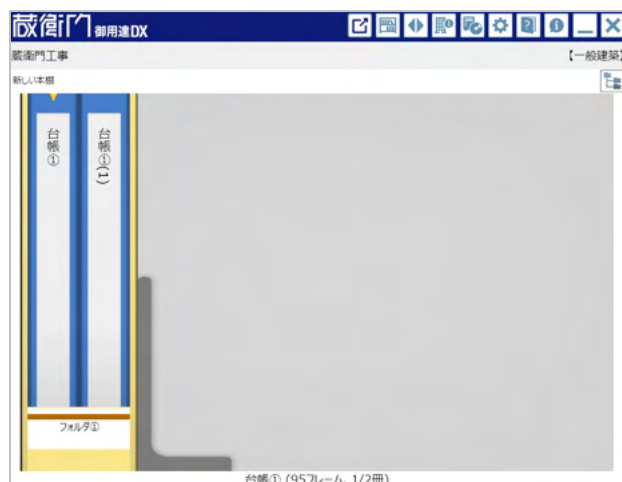 蔵衛門 御用達DX
蔵衛門工事
【一般建築】
新しい本棚
台帳①
台帳①(1)
フォルダ①
台帳① (95フレーム, 1/2冊)